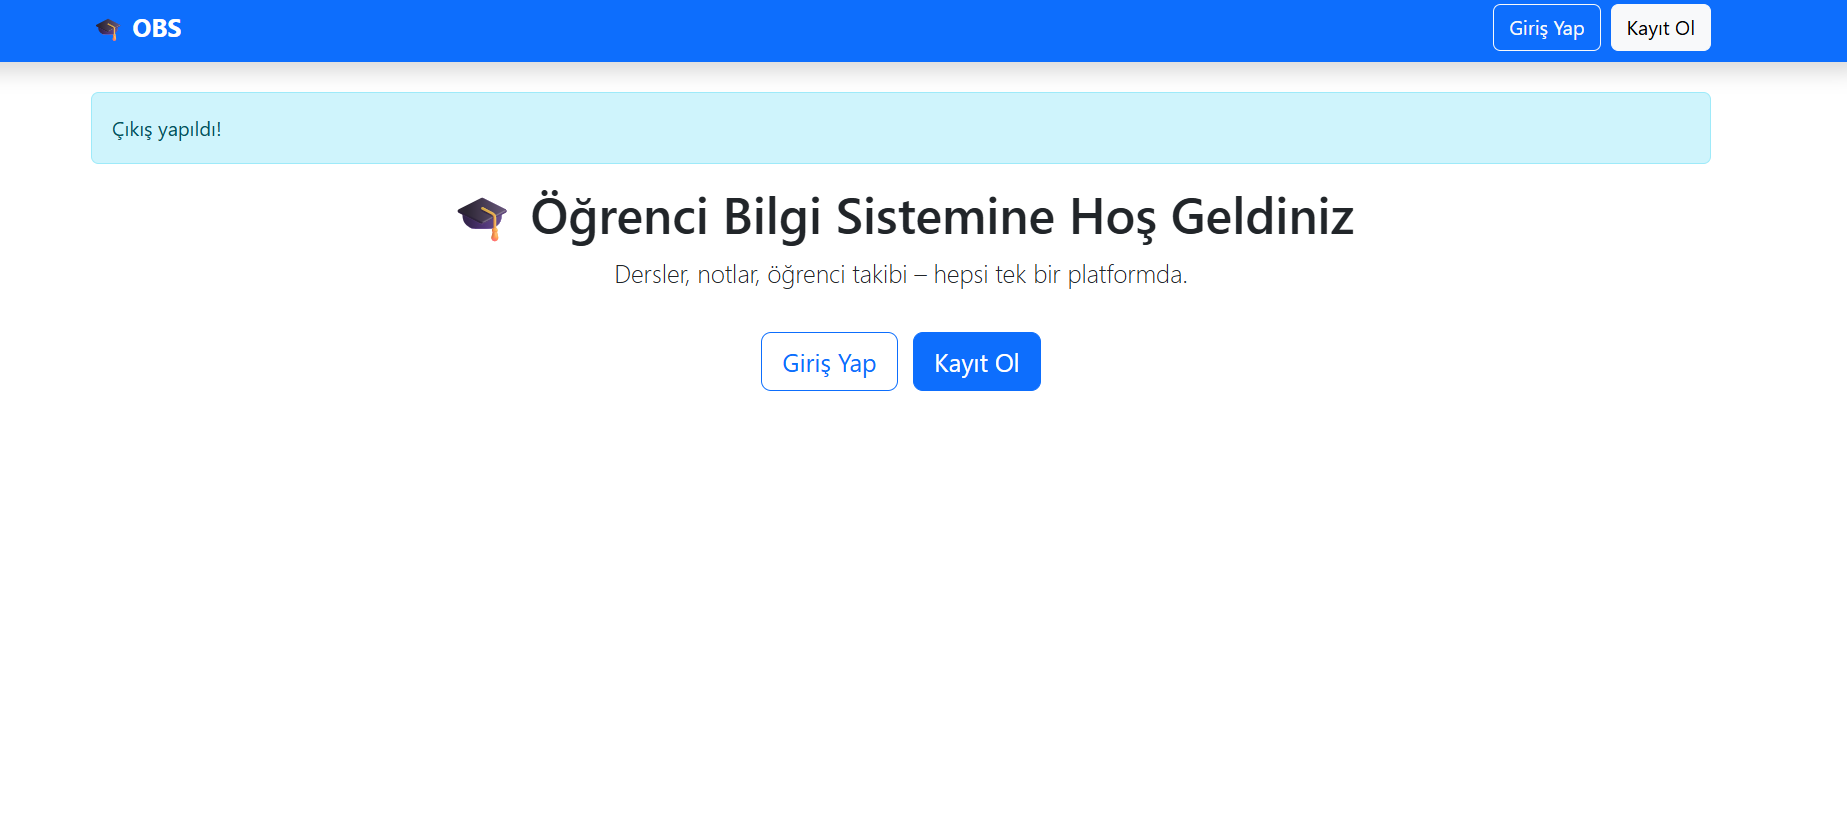 OBS
Giriş Yap
Kayıt Ol
Çıkış yapıldı!
Öğrenci Bilgi Sistemine Hoş Geldiniz
Dersler, notlar, öğrenci takibi – hepsi tek bir platformda.
Giriş Yap
Kayıt Ol